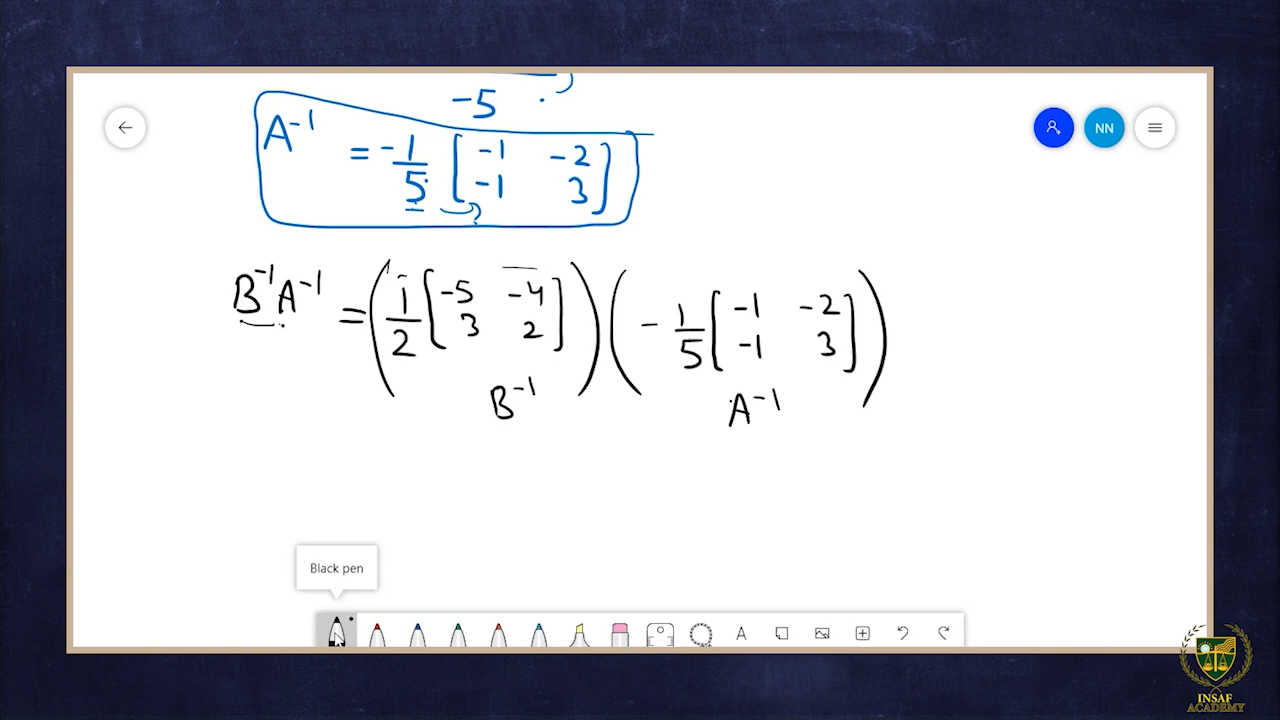 -5
A⁻¹ = -1/5 [-1 -2
-1 3]
NN
B⁻¹A⁻¹ = (1/2 [-5 -4
3 2]) (-1/5 [-1 -2
-1 3])
B⁻¹ A⁻¹
Black pen
A
INSAF
ACADEMY